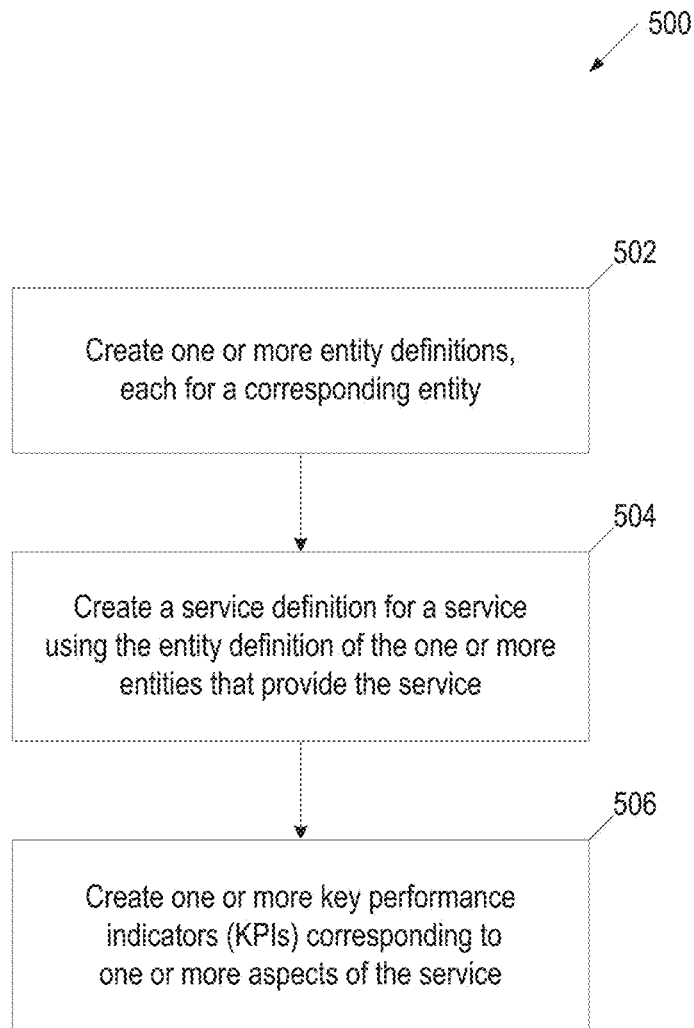 500
502
Create one or more entity definitions,
each for a corresponding entity
504
Create a service definition for a service
using the entity definition of the one or more
entities that provide the service
506
Create one or more key performance
indicators (KPIs) corresponding to
one or more aspects of the service